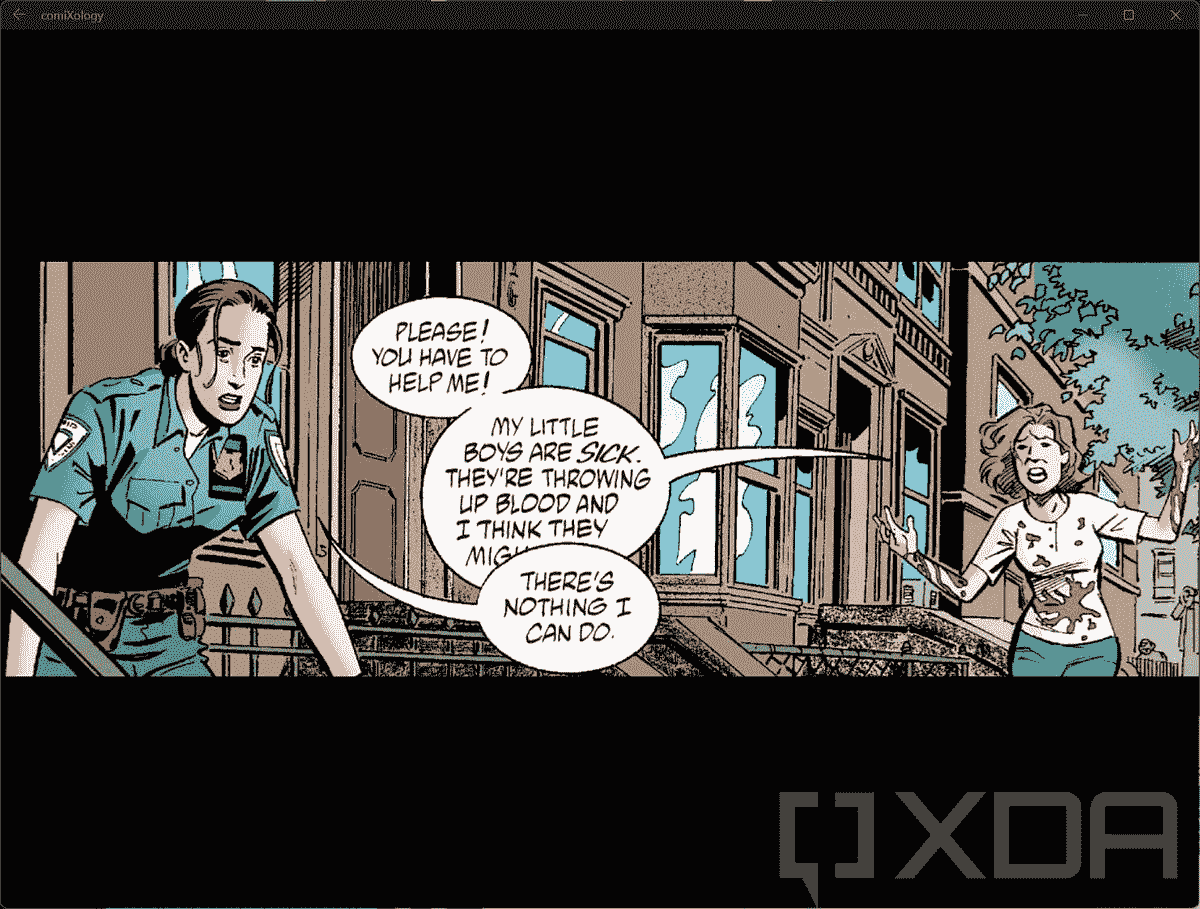 comiXology
PLEASE!
YOU HAVE TO
HELP ME!
MY LITTLE
BOYS ARE SICK.
THEY'RE THROWING
UP BLOOD AND
I THINK THEY
THERE'S
NOTHING I
CAN DO.
XDA